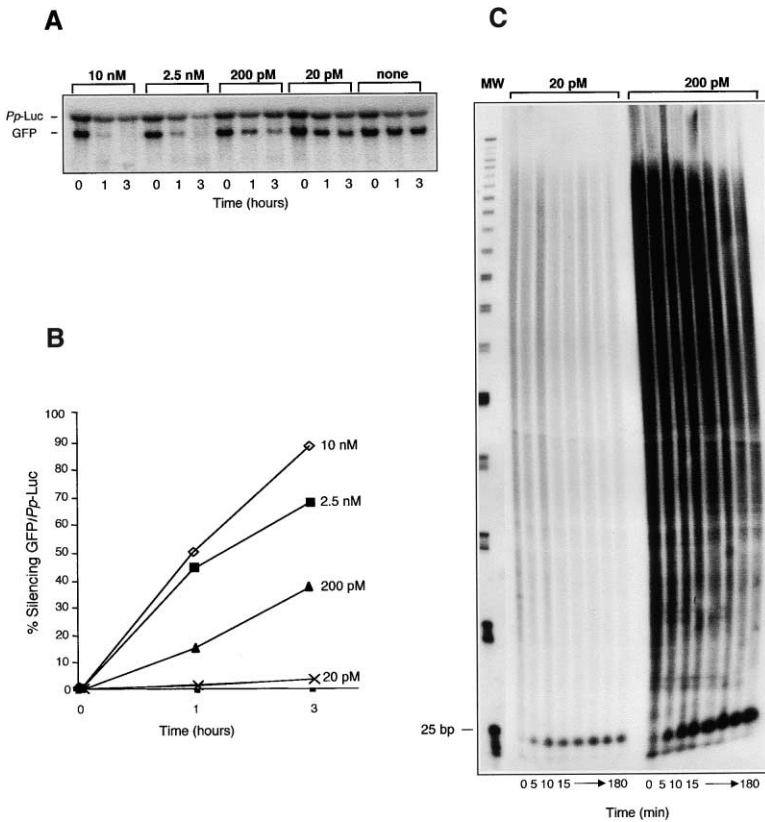 A
10 nM 2.5 nM 200 pM 20 pM none
Pp-Luc
GFP
0 1 3 0 1 3 0 1 3 0 1 3 0 1 3
Time (hours)
B
100
90
80
70
60
50
40
30
20
10
0
% Silencing GFP/Pp-Luc
10 nM
2.5 nM
200 pM
20 pM
0 1 3
Time (hours)
C
MW 20 pM 200 pM
25 bp
0 5 10 15 → 180 0 5 10 15 → 180
Time (min)